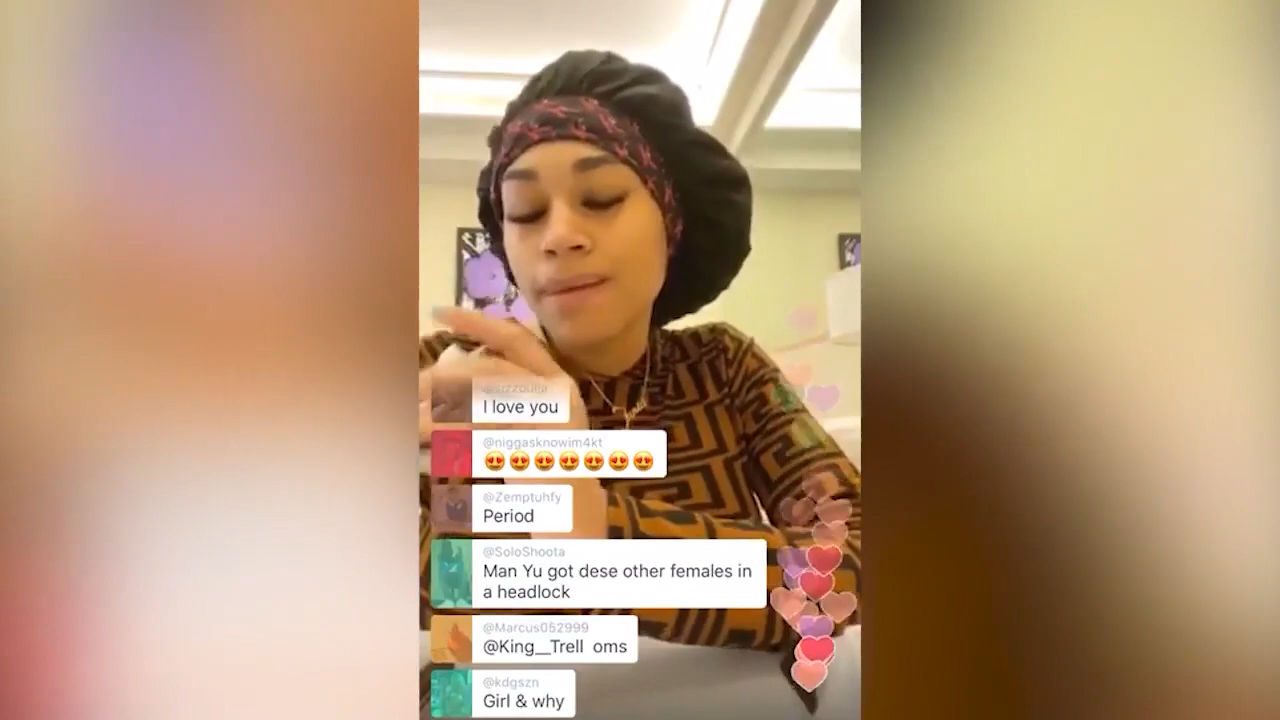 I love you
@niggasknowim4kt
😍😍😍😍😍😍😍
@Zemptuhfy
Period
@SoloShoota
Man Yu got dese other females in
a headlock
@Marcus052999
@King__Trell oms
@kdgszn
Girl & why